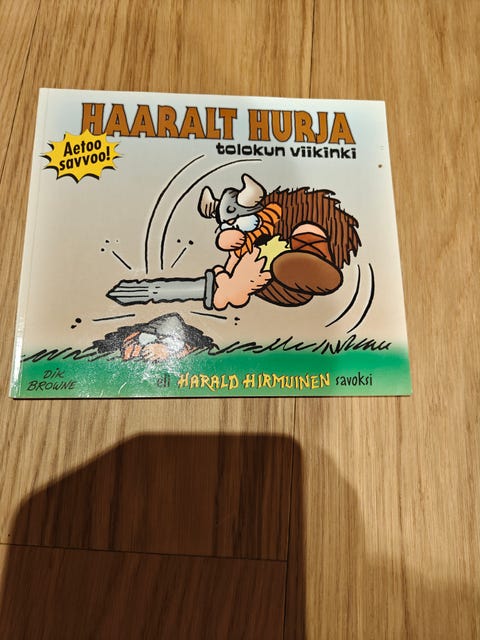 HAARALT HURJA
tolokun viikinki
Aetoo
savvoo!
DIK
BROWNE
eli HARALD HIRMUINEN savoksi